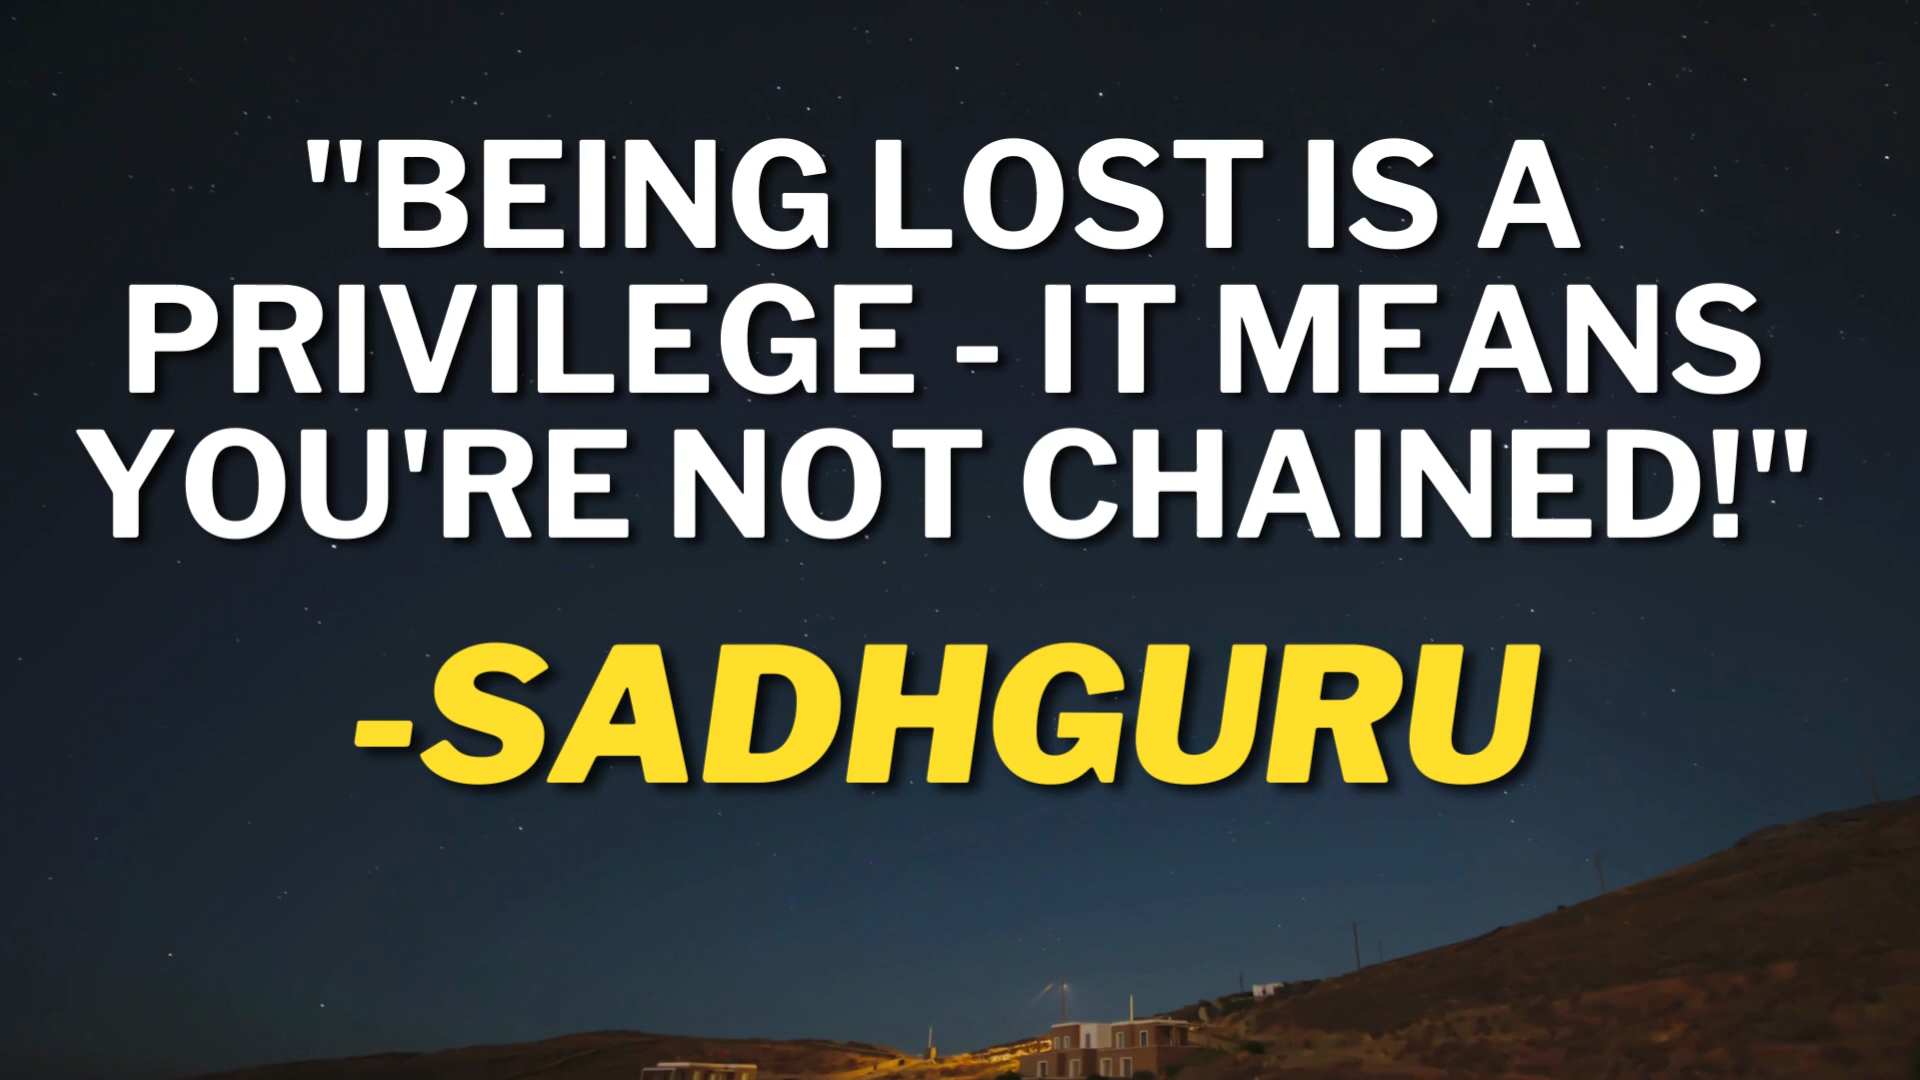 "BEING LOST IS A
PRIVILEGE - IT MEANS
YOU'RE NOT CHAINED!"
-SADHGURU